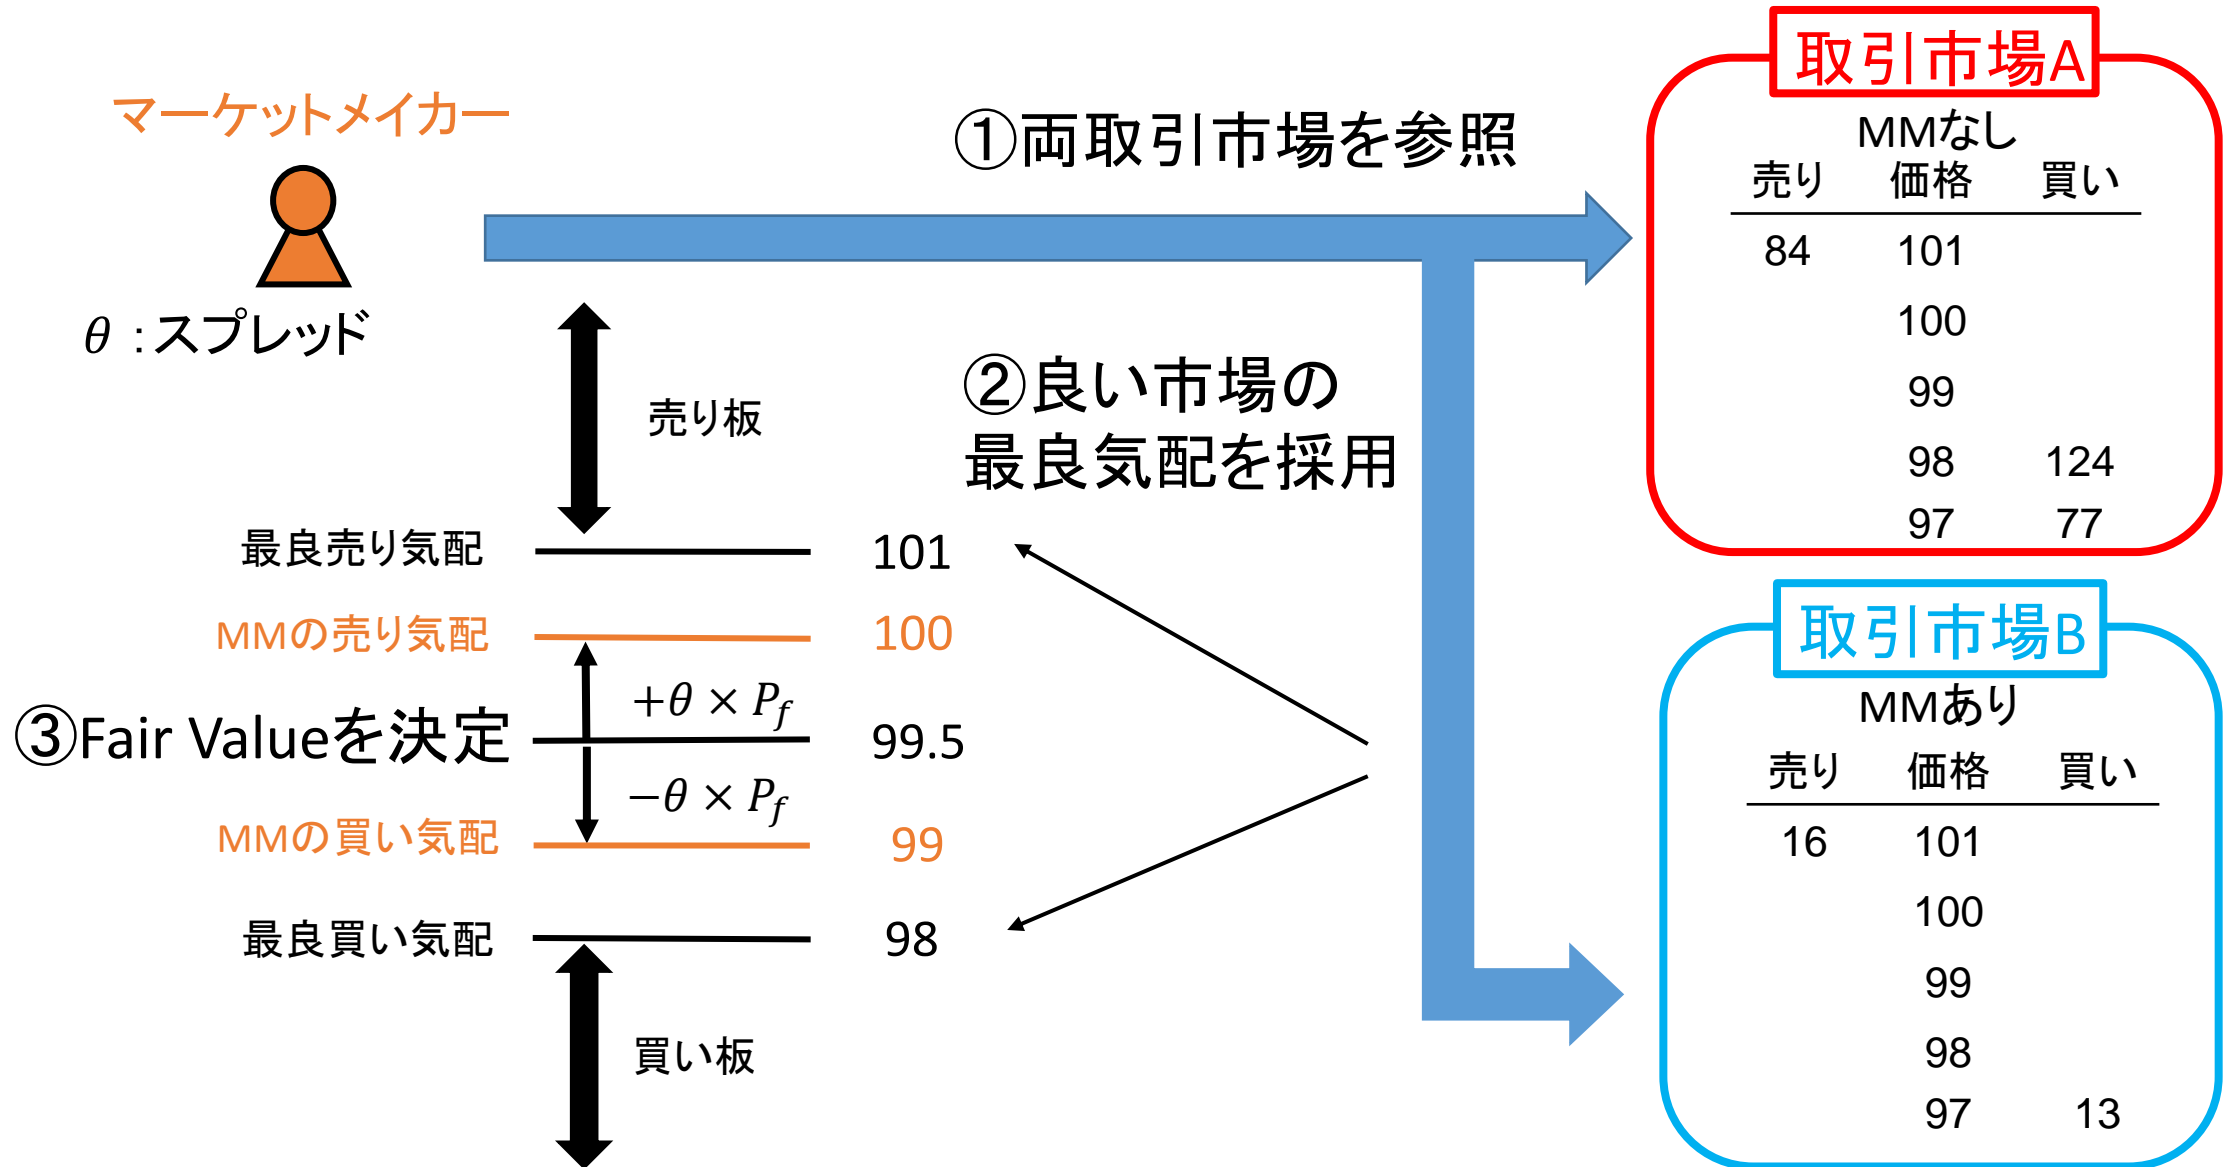 マーケットメイカー
θ :スプレッド
①両取引市場を参照
②良い市場の
最良気配を採用
売り板
最良売り気配 101
MMの売り気配 100
+θ × P_f
③Fair Valueを決定 99.5
−θ × P_f
MMの買い気配 99
最良買い気配 98
買い板
取引市場A
MMなし
売り 価格 買い
84 101
100
99
98 124
97 77
取引市場B
MMあり
売り 価格 買い
16 101
100
99
98
97 13